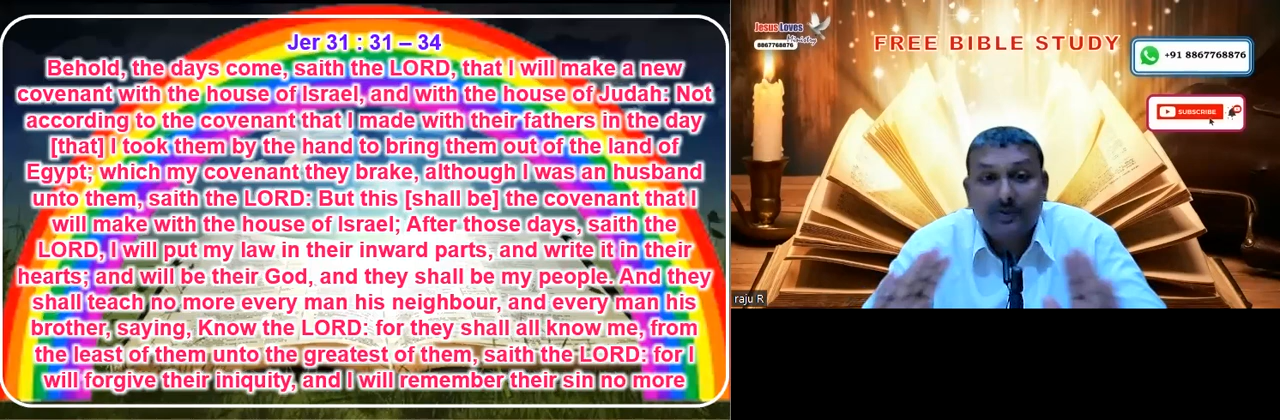 Jer 31 : 31 – 34
Behold, the days come, saith the LORD, that I will make a new
covenant with the house of Israel, and with the house of Judah: Not
according to the covenant that I made with their fathers in the day
[that] I took them by the hand to bring them out of the land of
Egypt; which my covenant they brake, although I was an husband
unto them, saith the LORD: But this [shall be] the covenant that I
will make with the house of Israel; After those days, saith the
LORD, I will put my law in their inward parts, and write it in their
hearts; and will be their God, and they shall be my people. And they
shall teach no more every man his neighbour, and every man his
brother, saying, Know the LORD: for they shall all know me, from
the least of them unto the greatest of them, saith the LORD: for I
will forgive their iniquity, and I will remember their sin no more
Jesus Loves
Ministry
8867768876
FREE BIBLE STUDY
+91 8867768876
SUBSCRIBE
raju R